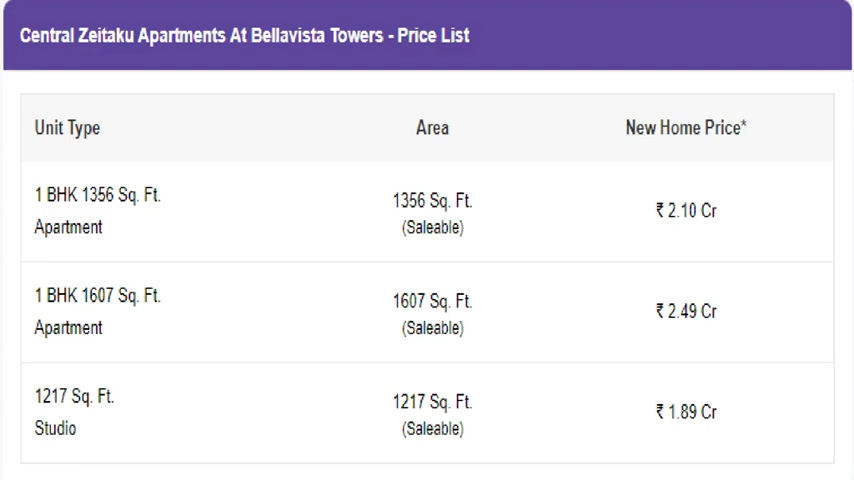 Central Zeitaku Apartments At Bellavista Towers - Price List
Unit Type Area New Home Price*
1 BHK 1356 Sq. Ft.
Apartment
1356 Sq. Ft.
(Saleable)
₹ 2.10 Cr
1 BHK 1607 Sq. Ft.
Apartment
1607 Sq. Ft.
(Saleable)
₹ 2.49 Cr
1217 Sq. Ft.
Studio
1217 Sq. Ft.
(Saleable)
₹ 1.89 Cr